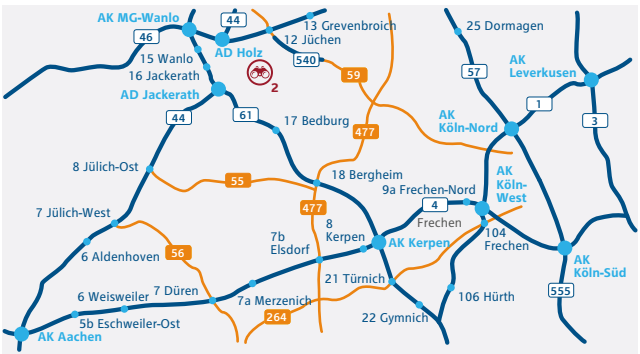 AK MG-Wanlo
44
13 Grevenbroich
25 Dormagen
46
12 Jüchen
AD Holz
15 Wanlo
540
AK
Leverkusen
16 Jackerath
59
57
2
AD Jackerath
1
44
61
AK
Köln-Nord
3
17 Bedburg
477
8 Jülich-Ost
18 Bergheim
AK
Köln-
West
55
9a Frechen-Nord
4
7 Jülich-West
477
8
Kerpen
Frechen
104
Frechen
7b
Elsdorf
AK Kerpen
56
6 Aldenhoven
AK
Köln-Süd
21 Türnich
7 Düren
6 Weisweiler
7a Merzenich
106 Hürth
555
264
22 Gymnich
5b Eschweiler-Ost
AK Aachen